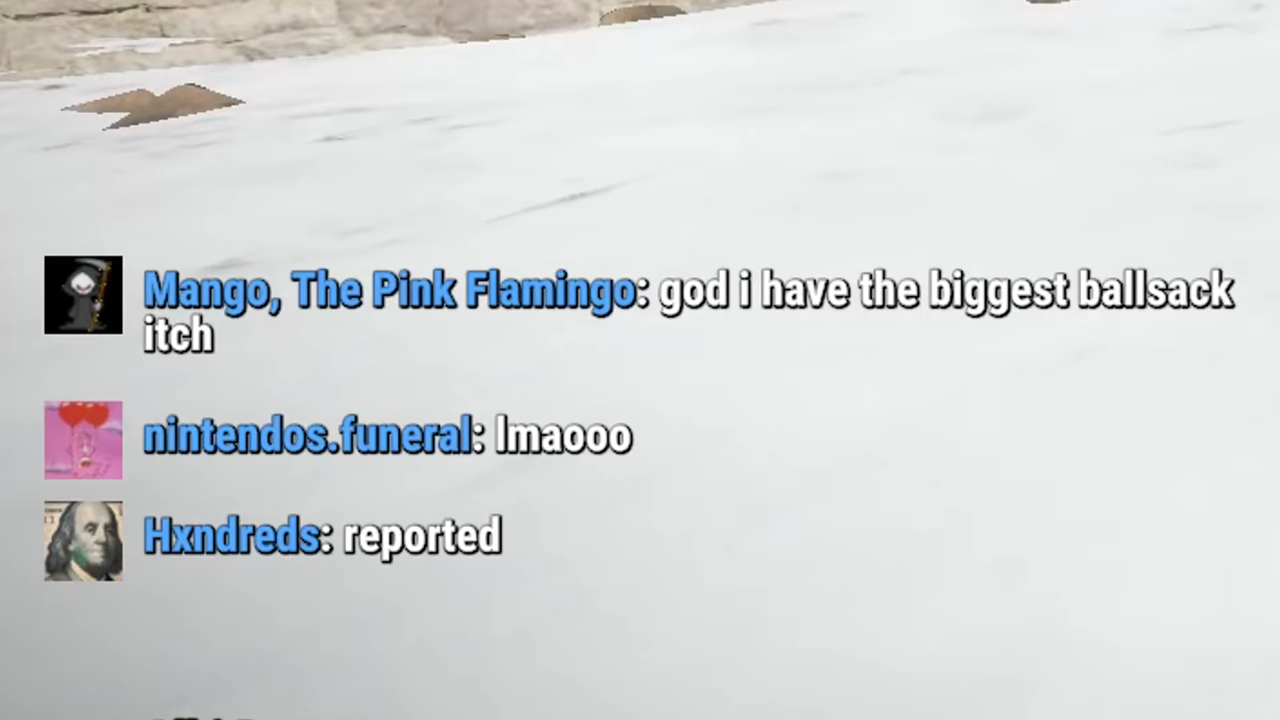 Mango, The Pink Flamingo: god i have the biggest ballsack
itch
nintendos.funeral: lmaooo
Hxndreds: reported